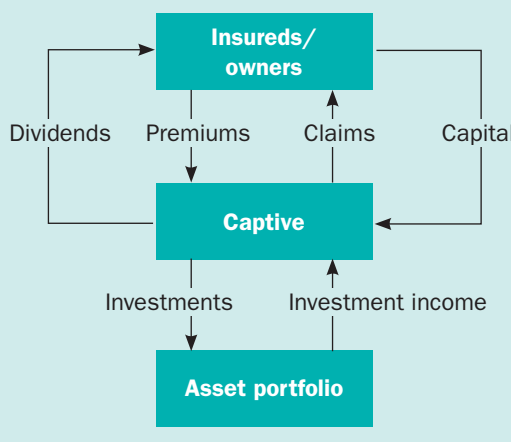 Insureds/
owners
Dividends
Premiums
Claims
Capital
Captive
Investments
Investment income
Asset portfolio